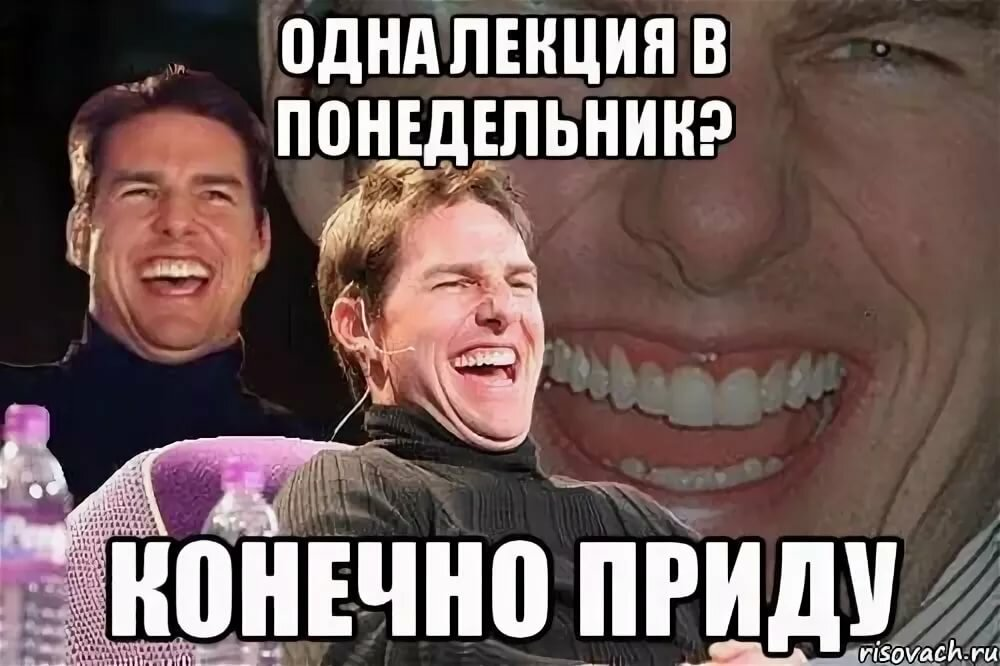 ОДНА ЛЕКЦИЯ В
ПОНЕДЕЛЬНИК?
КОНЕЧНО ПРИДУ
risovach.ru